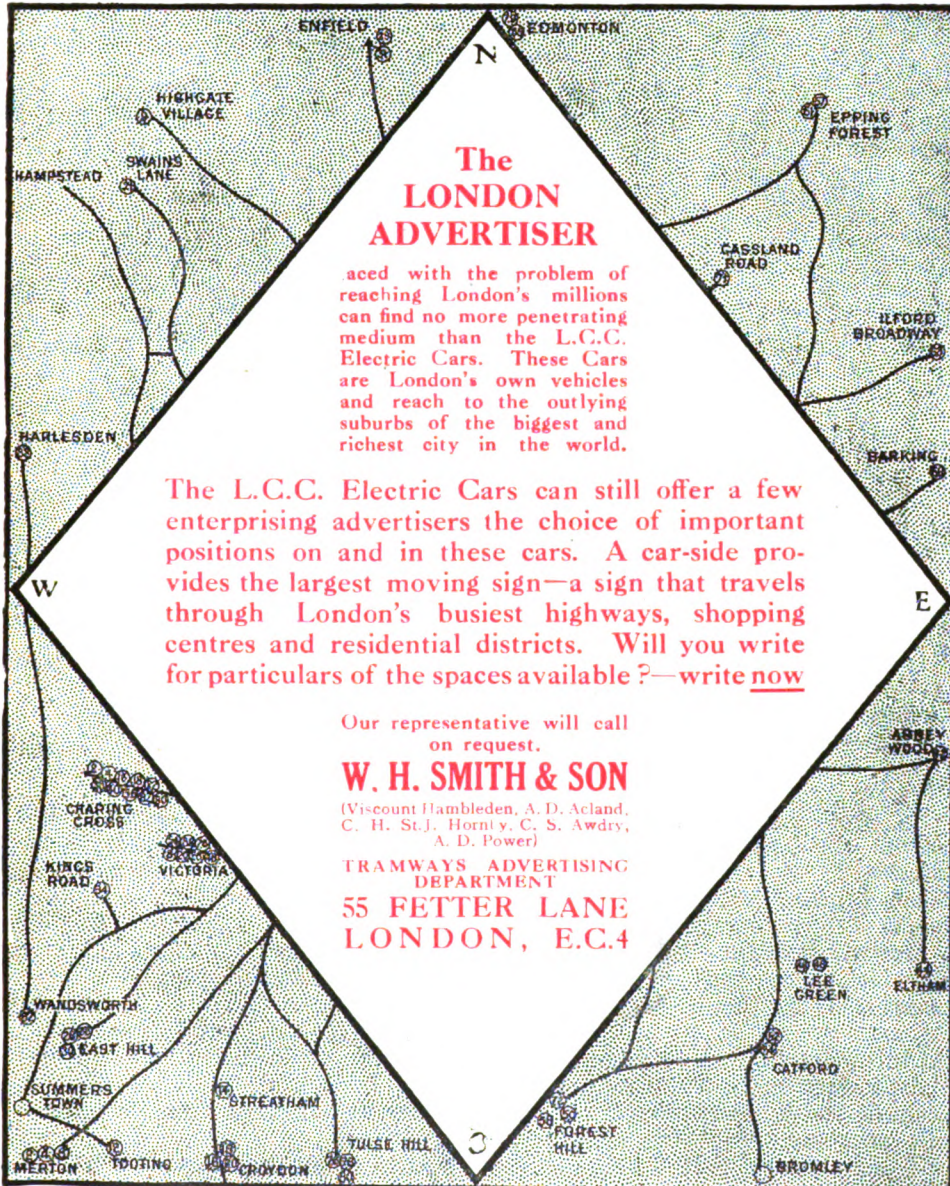 ENFIELD
EDMONTON
N
HIGHGATE
VILLAGE
EPPING
FOREST
HAMPSTEAD
SWAINS
LANE
The
LONDON
ADVERTISER
CASSLAND
ROAD
aced with the problem of
reaching London's millions
can find no more penetrating
medium than the L.C.C.
Electric Cars. These Cars
are London's own vehicles
and reach to the outlying
suburbs of the biggest and
richest city in the world.
ILFORD
BROADWAY
HARLESDEN
BARKING
The L.C.C. Electric Cars can still offer a few
enterprising advertisers the choice of important
positions on and in these cars. A car-side pro-
vides the largest moving sign—a sign that travels
through London's busiest highways, shopping
centres and residential districts. Will you write
for particulars of the spaces available ?—write now
W
E
Our representative will call
on request.
W. H. SMITH & SON
(Viscount Hambleden, A. D. Acland,
C. H. St.J. Hornby, C. S. Awdry,
A. D. Power)
TRAMWAYS ADVERTISING
DEPARTMENT
55 FETTER LANE
LONDON, E.C.4
ABBEY
WOOD
CHARING
CROSS
VICTORIA
KINGS
ROAD
LEE
GREEN
ELTHAM
WANDSWORTH
EAST HILL
CATFORD
SUMMERS
TOWN
STREATHAM
FOREST
HILL
TULSE HILL
MERTON
TOOTING
CROYDON
BROMLEY